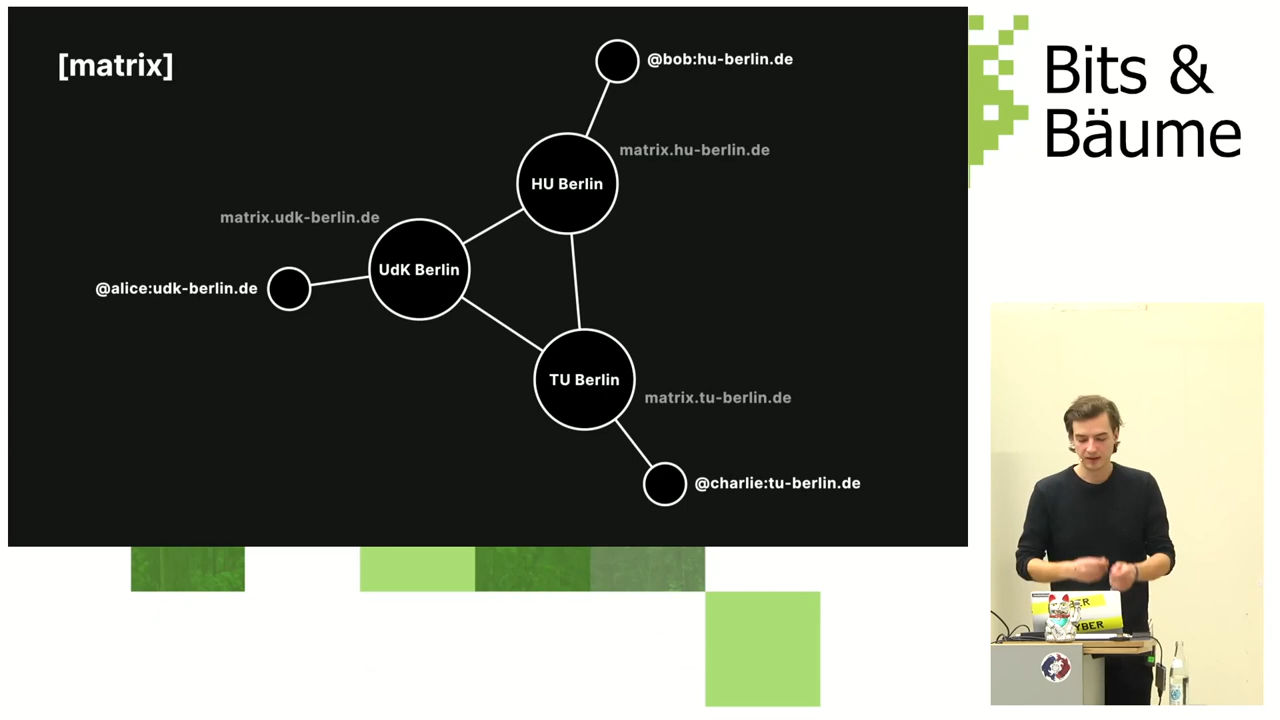 [matrix]
@bob:hu-berlin.de
matrix.hu-berlin.de
HU Berlin
matrix.udk-berlin.de
UdK Berlin
@alice:udk-berlin.de
TU Berlin
matrix.tu-berlin.de
@charlie:tu-berlin.de
Bits &
Bäume